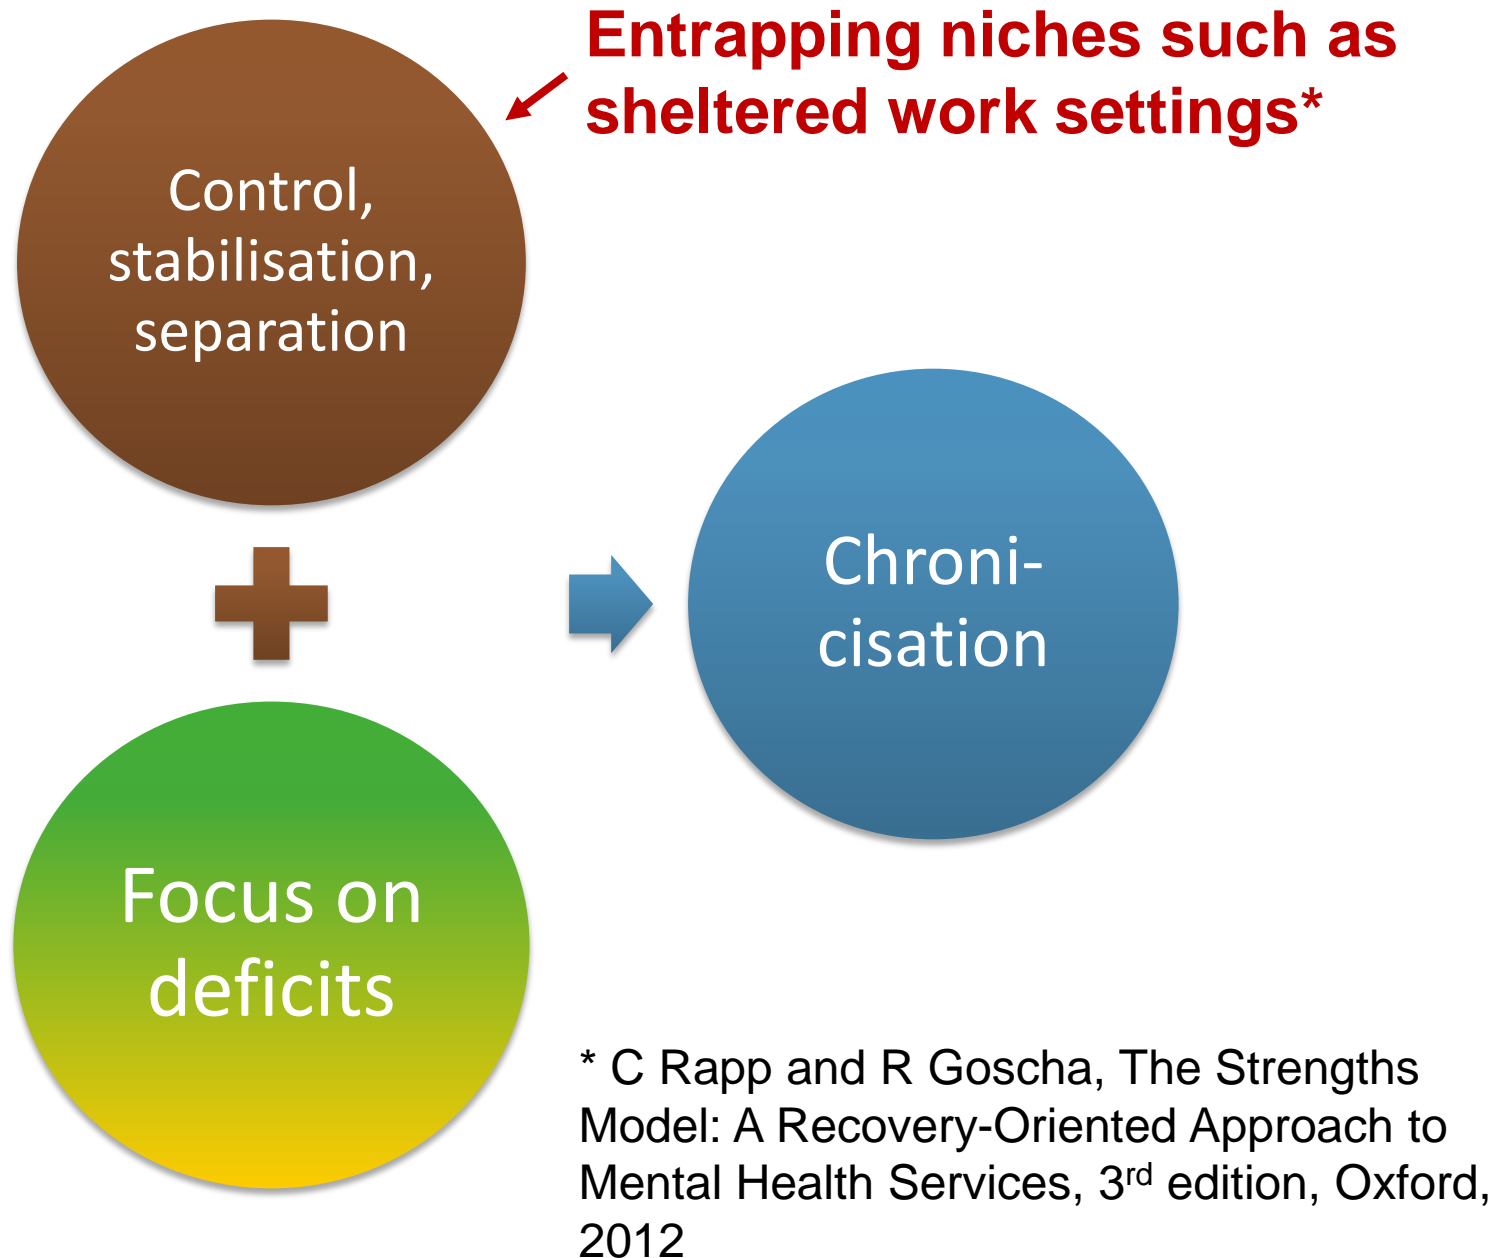 Entrapping niches such as
sheltered work settings*
Control,
stabilisation,
separation
Chroni-
cisation
Focus on
deficits
* C Rapp and R Goscha, The Strengths
Model: A Recovery-Oriented Approach to
Mental Health Services, 3rd edition, Oxford,
2012